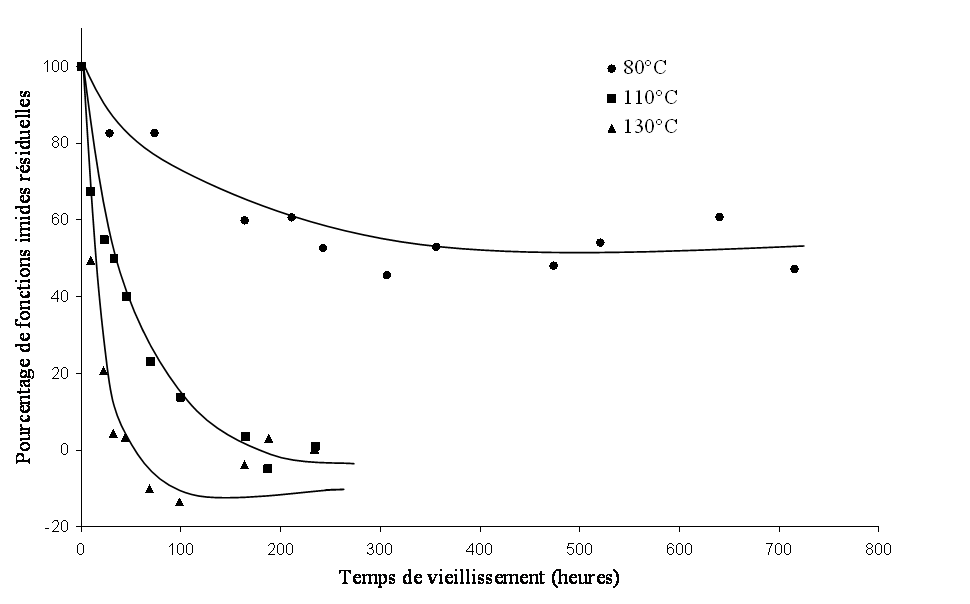 Pourcentage de fonctions imides résiduelles
100
80
60
40
20
0
-20
80°C
110°C
130°C
0 100 200 300 400 500 600 700 800
Temps de vieillissement (heures)